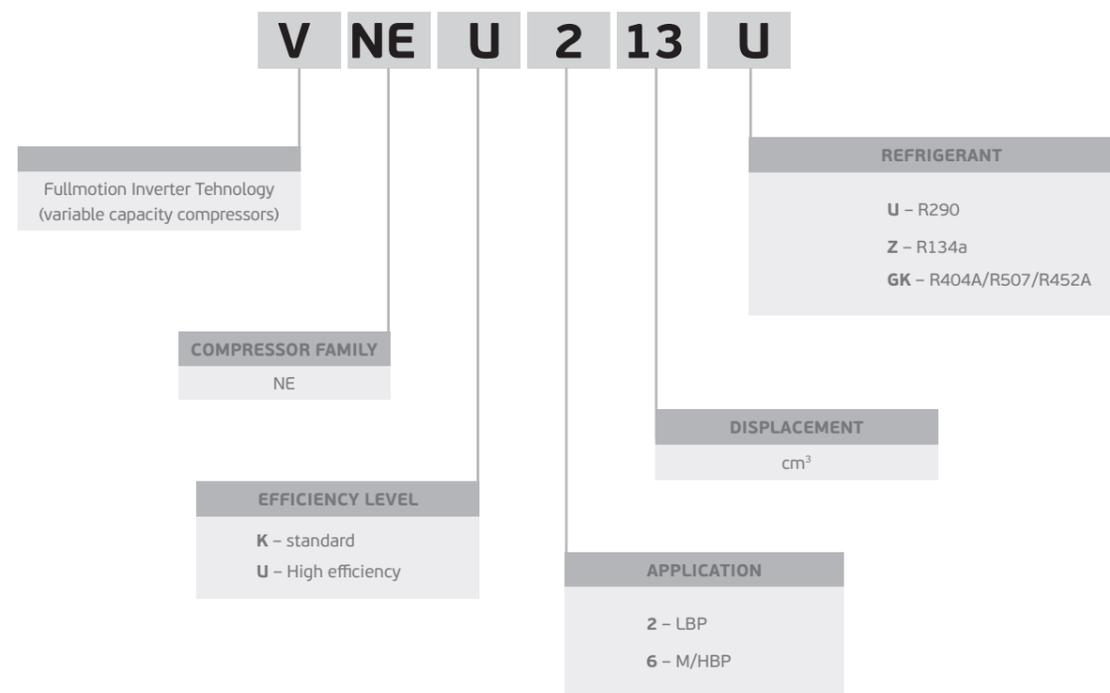 V NE U 2 13 U
Fullmotion Inverter Tehnology
(variable capacity compressors)
REFRIGERANT
U – R290
Z – R134a
GK – R404A/R507/R452A
COMPRESSOR FAMILY
NE
DISPLACEMENT
cm³
EFFICIENCY LEVEL
K – standard
U – High efficiency
APPLICATION
2 – LBP
6 – M/HBP